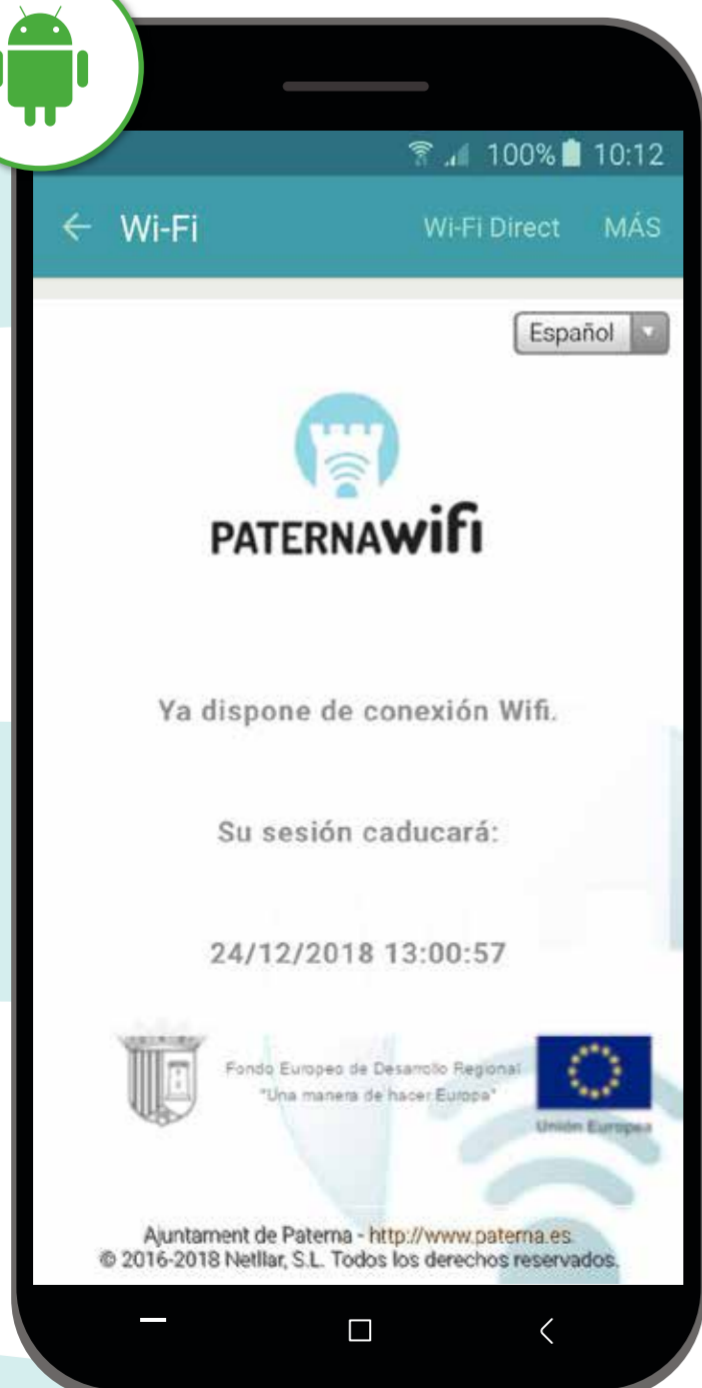 100% 10:12
Wi-Fi Wi-Fi Direct MÁS
Español
PATERNAwifi
Ya dispone de conexión Wifi.
Su sesión caducará:
24/12/2018 13:00:57
Fondo Europeo de Desarrollo Regional
"Una manera de hacer Europa"
Unión Europea
Ajuntament de Paterna - http://www.paterna.es.
© 2016-2018 Netllar, S.L. Todos los derechos reservados.